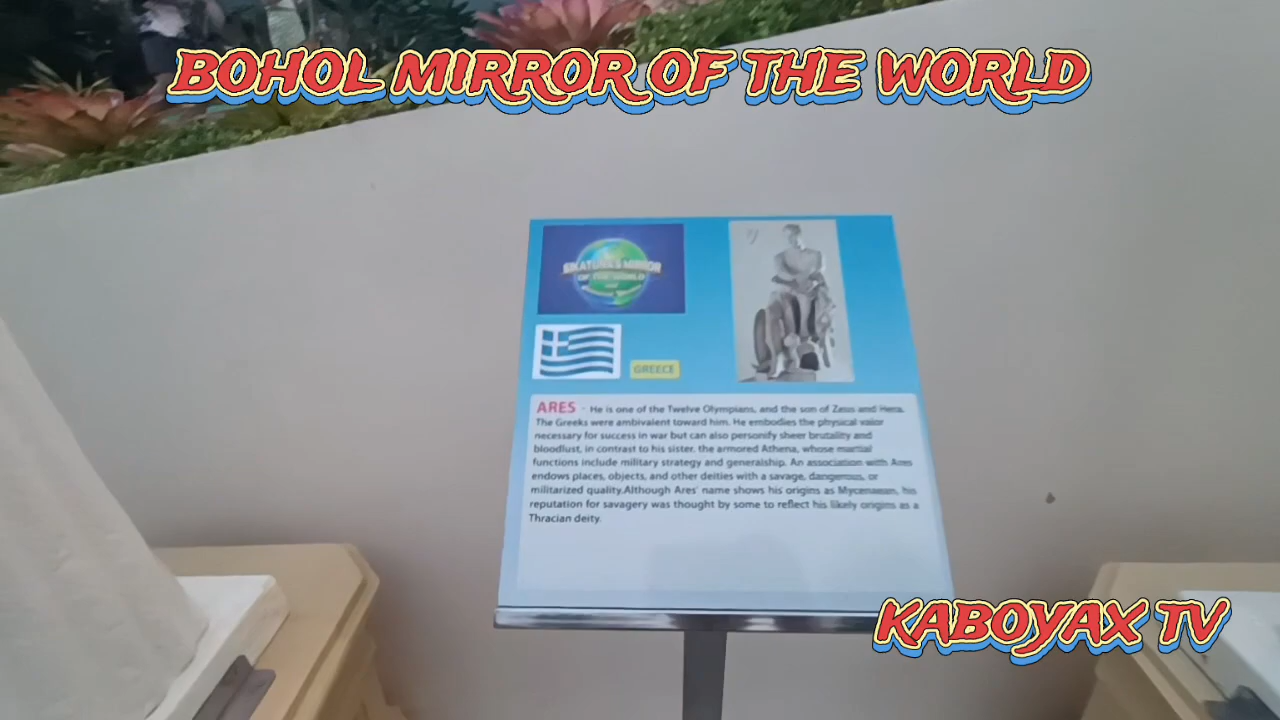 BOHOL MIRROR OF THE WORLD
SIKATUNA'S MIRROR
OF THE WORLD
GREECE
ARES - He is one of the Twelve Olympians, and the son of Zeus and Hera.
The Greeks were ambivalent toward him. He embodies the physical valor
necessary for success in war but can also personify sheer brutality and
bloodlust, in contrast to his sister, the armored Athena, whose martial
functions include military strategy and generalship. An association with Ares
endows places, objects, and other deities with a savage, dangerous, or
militarized quality.Although Ares' name shows his origins as Mycenaean, his
reputation for savagery was thought by some to reflect his likely origins as a
Thracian deity.
KABOYAX TV